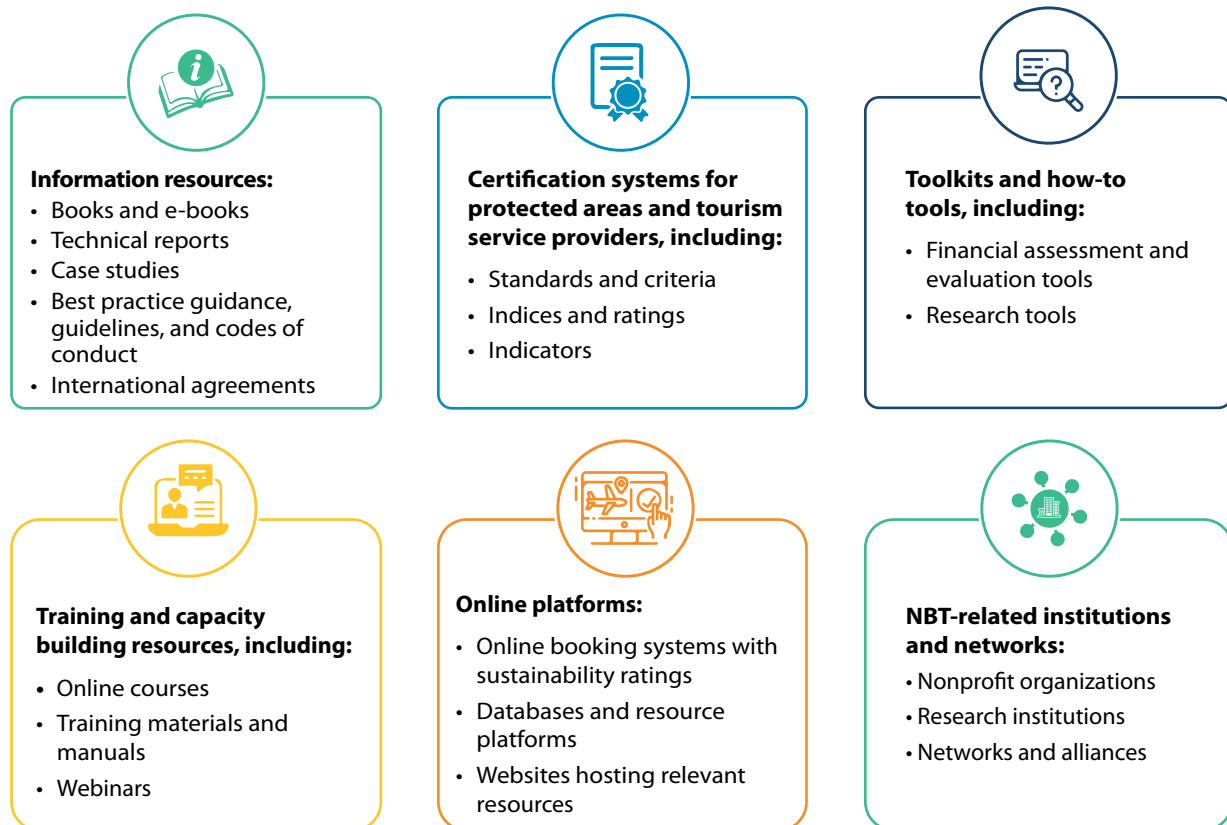 Information resources:
• Books and e-books
• Technical reports
• Case studies
• Best practice guidance,
guidelines, and codes of
conduct
• International agreements
Certification systems for
protected areas and tourism
service providers, including:
• Standards and criteria
• Indices and ratings
• Indicators
Toolkits and how-to
tools, including:
• Financial assessment and
evaluation tools
• Research tools
Training and capacity
building resources, including:
• Online courses
• Training materials and
manuals
• Webinars
Online platforms:
• Online booking systems with
sustainability ratings
• Databases and resource
platforms
• Websites hosting relevant
resources
NBT-related institutions
and networks:
• Nonprofit organizations
• Research institutions
• Networks and alliances